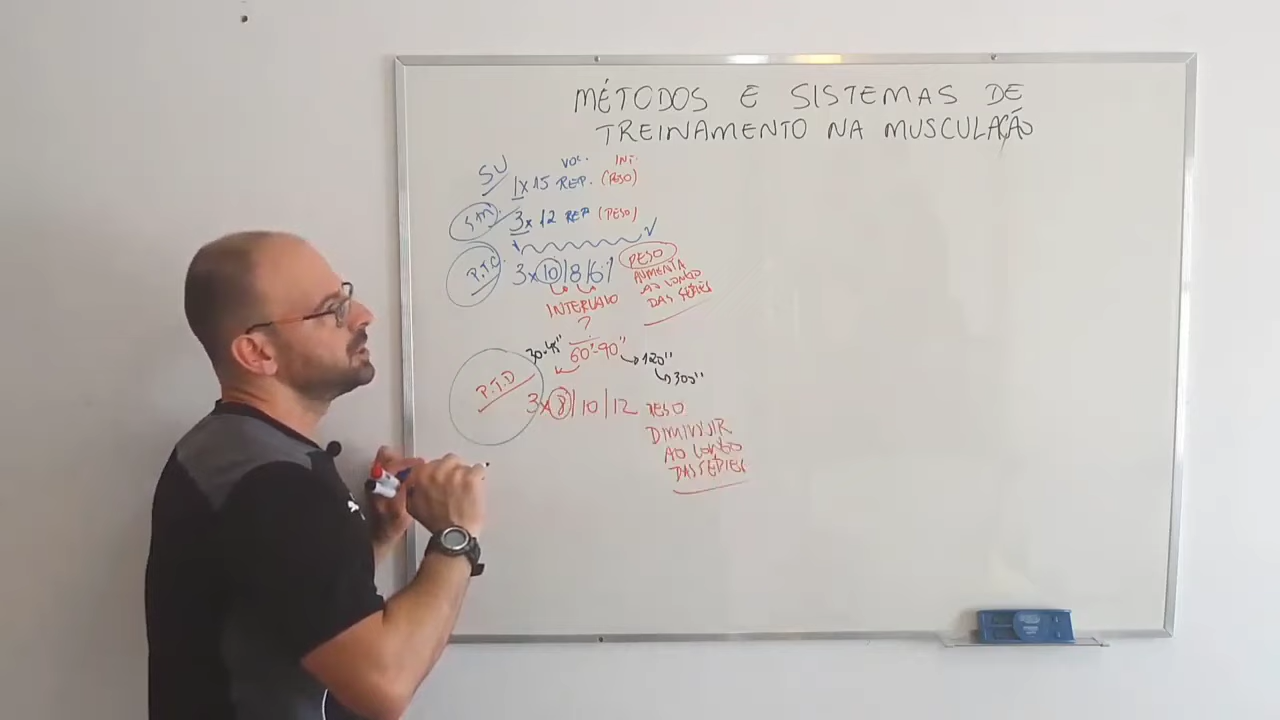 MÉTODOS E SISTEMAS DE
TREINAMENTO NA MUSCULAÇÃO
VOL. INT.
SU 1x15 REP. (PESO)
3x12 REP (PESO)
P.T.C. 3x10/8/6
PESO
AUMENTA
AO LONGO
DAS SÉRIES
INTERVALO
?
30-45" 60"-90" 120"
300"
P.T.D 3x8/10/12 PESO
DIMINUIR
AO LONGO
DAS SÉRIES